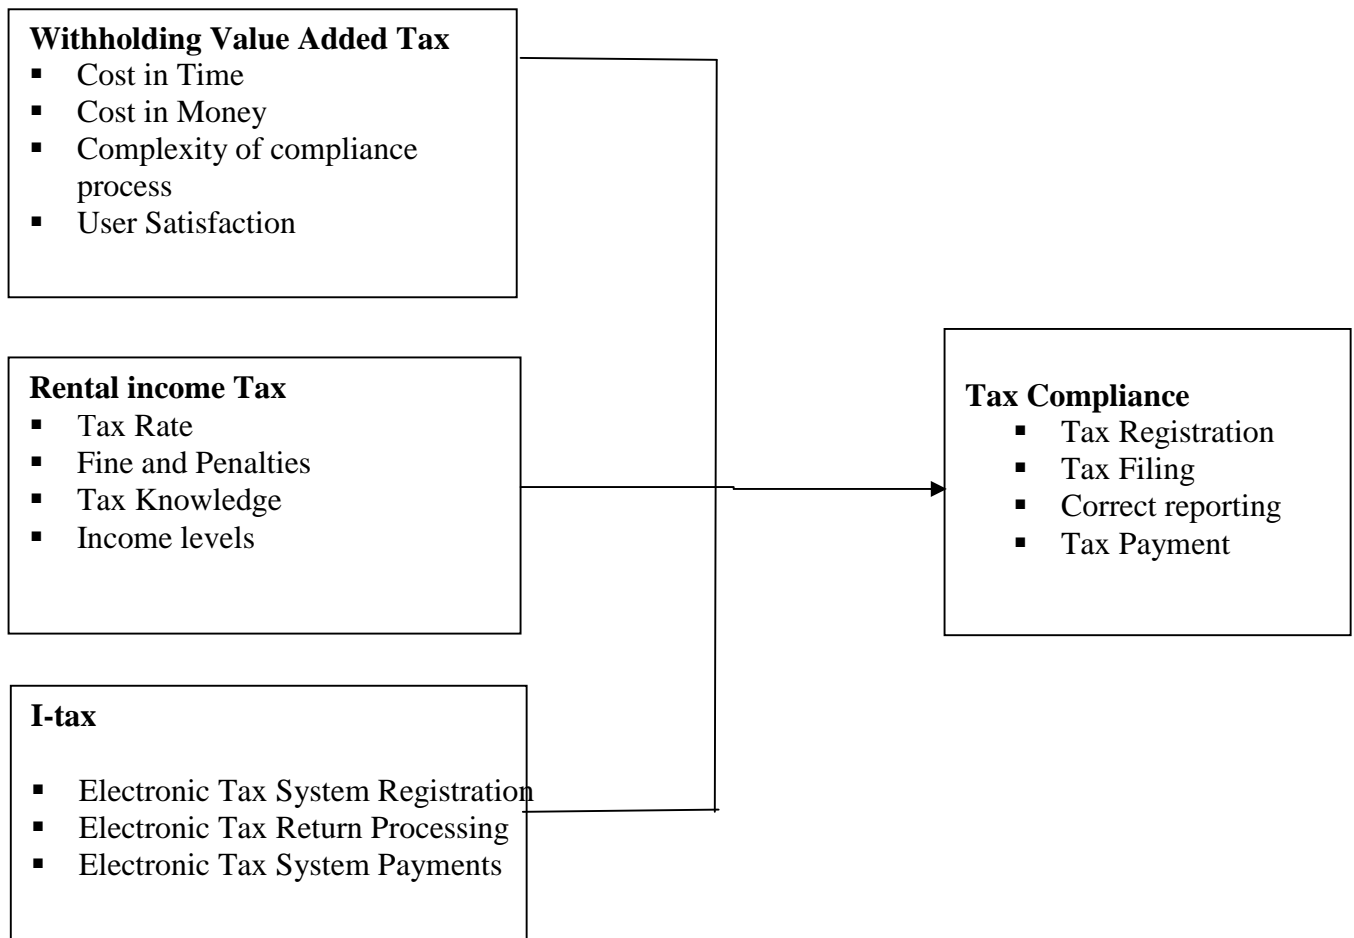 Withholding Value Added Tax
▪ Cost in Time
▪ Cost in Money
▪ Complexity of compliance
process
▪ User Satisfaction
Rental income Tax
▪ Tax Rate
▪ Fine and Penalties
▪ Tax Knowledge
▪ Income levels
I-tax
▪ Electronic Tax System Registration
▪ Electronic Tax Return Processing
▪ Electronic Tax System Payments
Tax Compliance
▪ Tax Registration
▪ Tax Filing
▪ Correct reporting
▪ Tax Payment